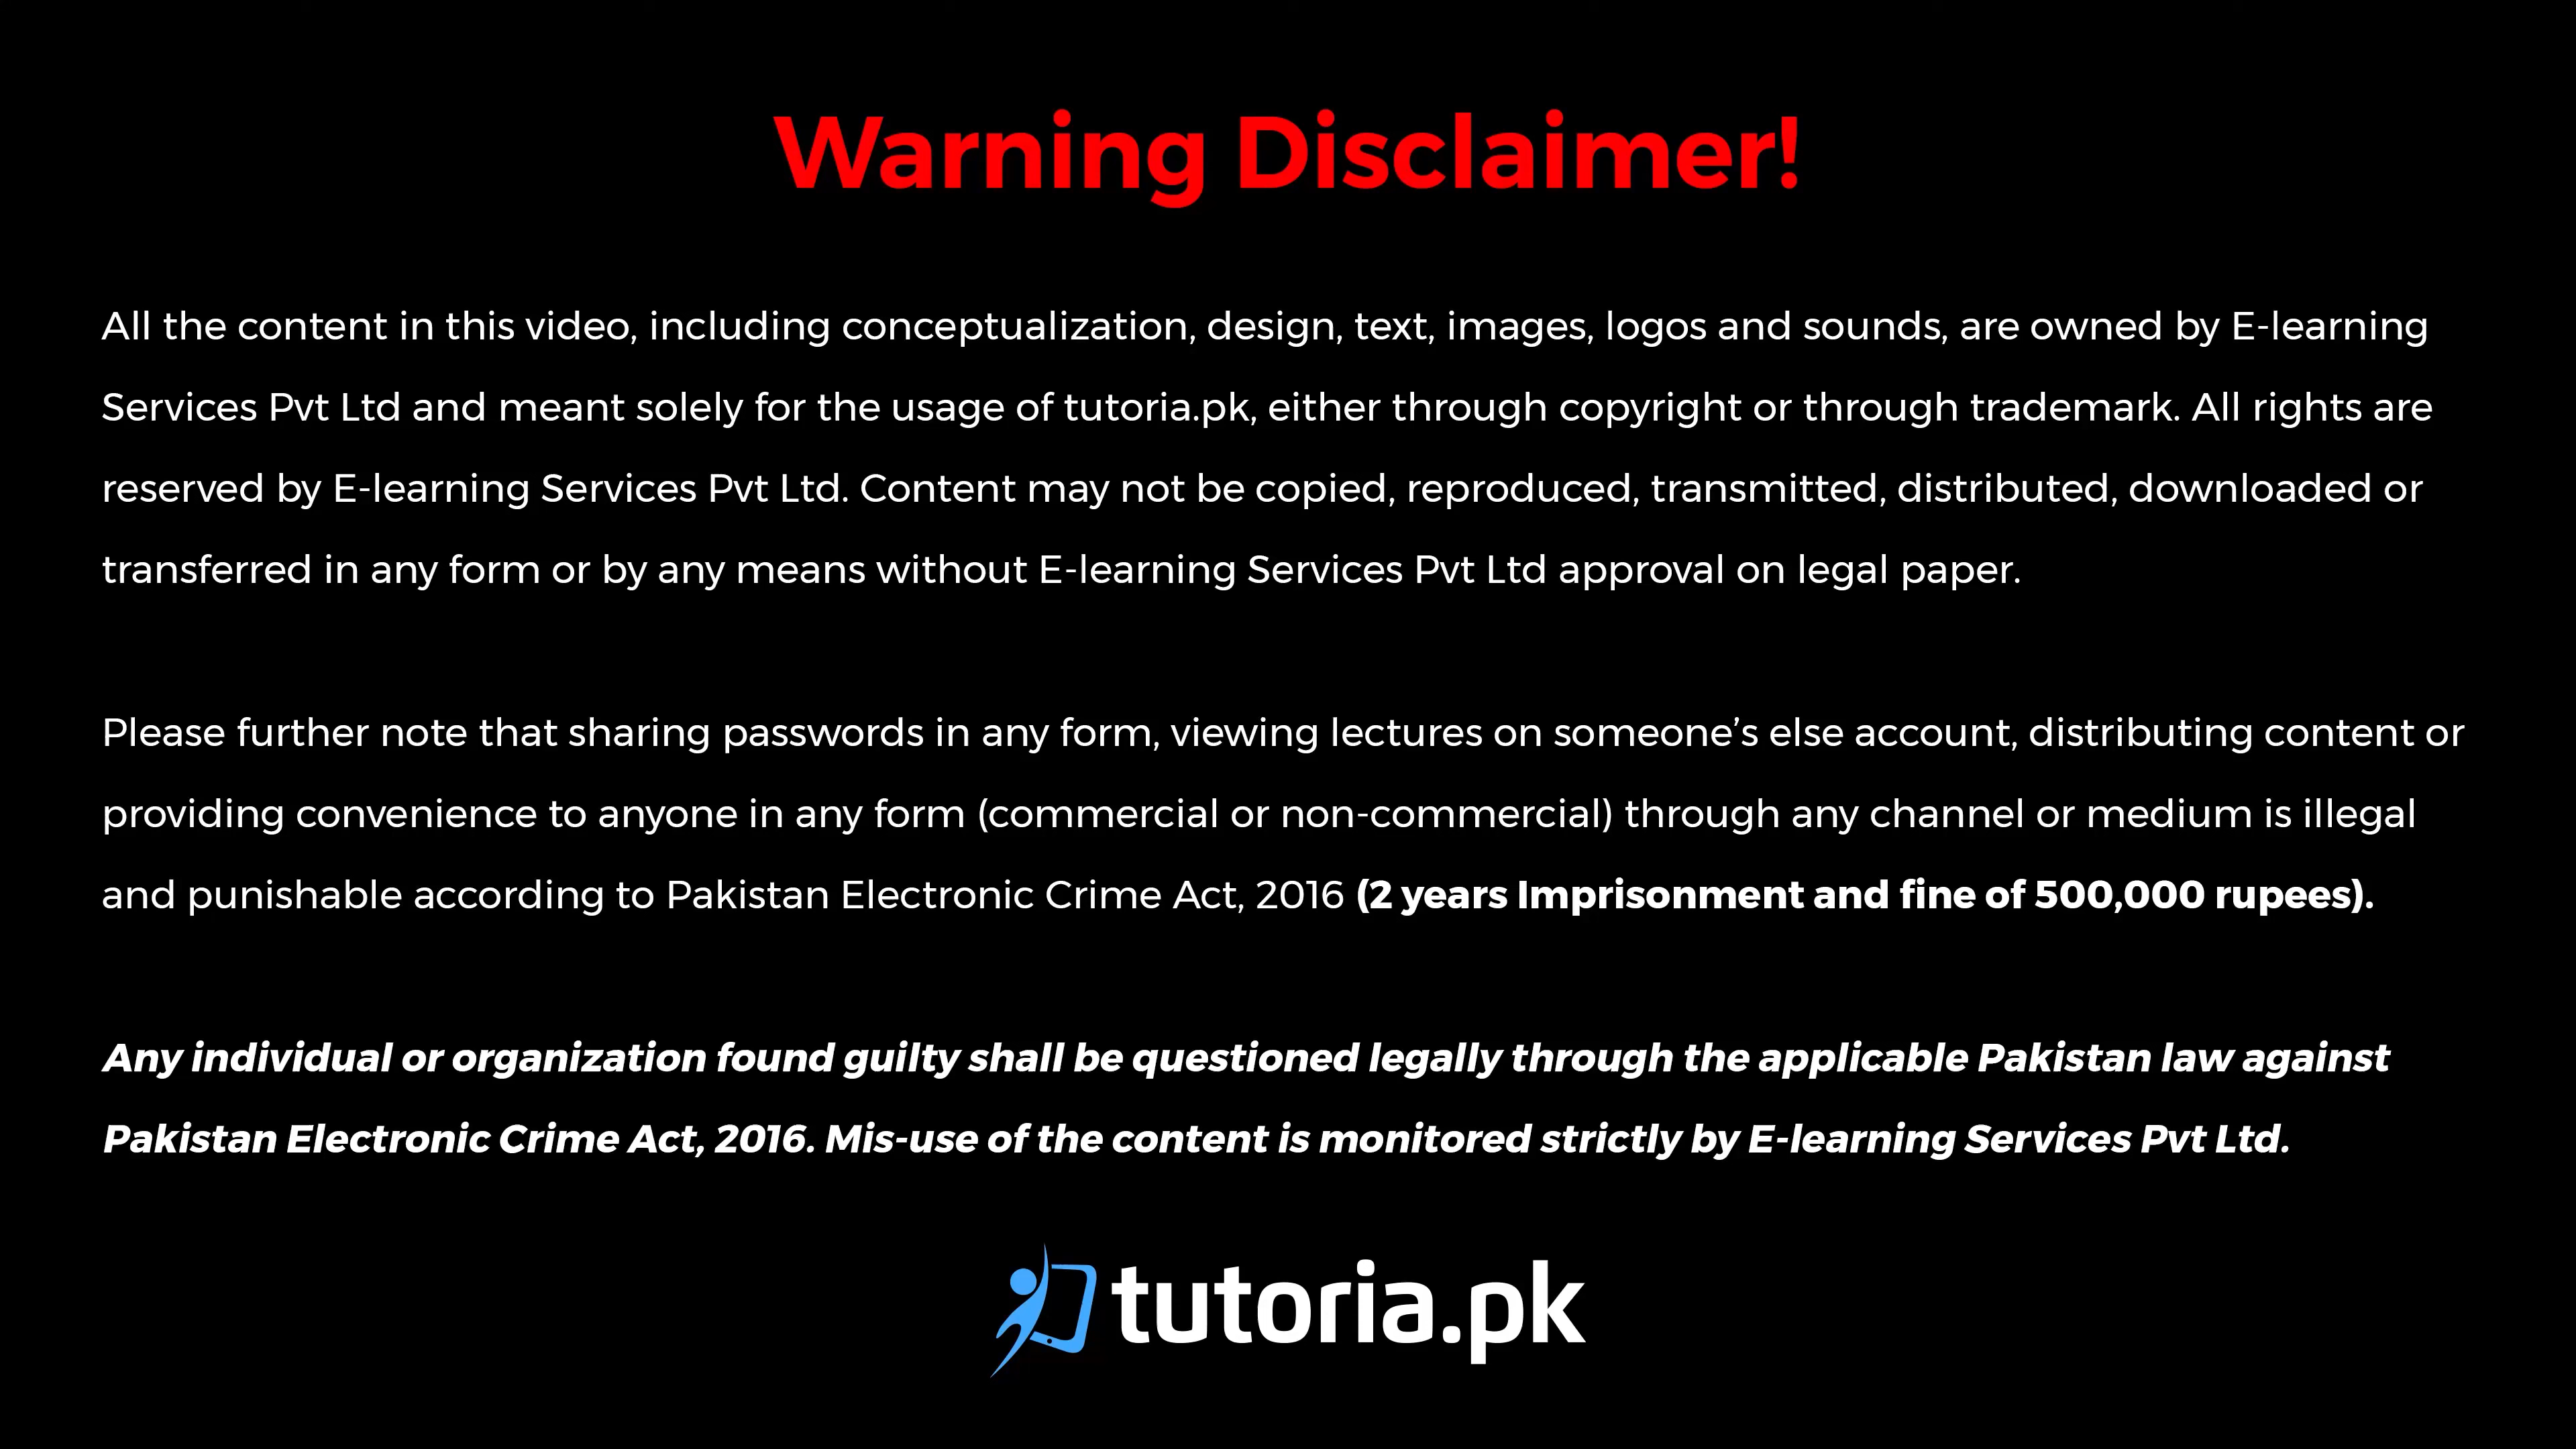 Warning Disclaimer!
All the content in this video, including conceptualization, design, text, images, logos and sounds, are owned by E-learning
Services Pvt Ltd and meant solely for the usage of tutoria.pk, either through copyright or through trademark. All rights are
reserved by E-learning Services Pvt Ltd. Content may not be copied, reproduced, transmitted, distributed, downloaded or
transferred in any form or by any means without E-learning Services Pvt Ltd approval on legal paper.
Please further note that sharing passwords in any form, viewing lectures on someone’s else account, distributing content or
providing convenience to anyone in any form (commercial or non-commercial) through any channel or medium is illegal
and punishable according to Pakistan Electronic Crime Act, 2016 (2 years Imprisonment and fine of 500,000 rupees).
Any individual or organization found guilty shall be questioned legally through the applicable Pakistan law against
Pakistan Electronic Crime Act, 2016. Mis-use of the content is monitored strictly by E-learning Services Pvt Ltd.
tutoria.pk